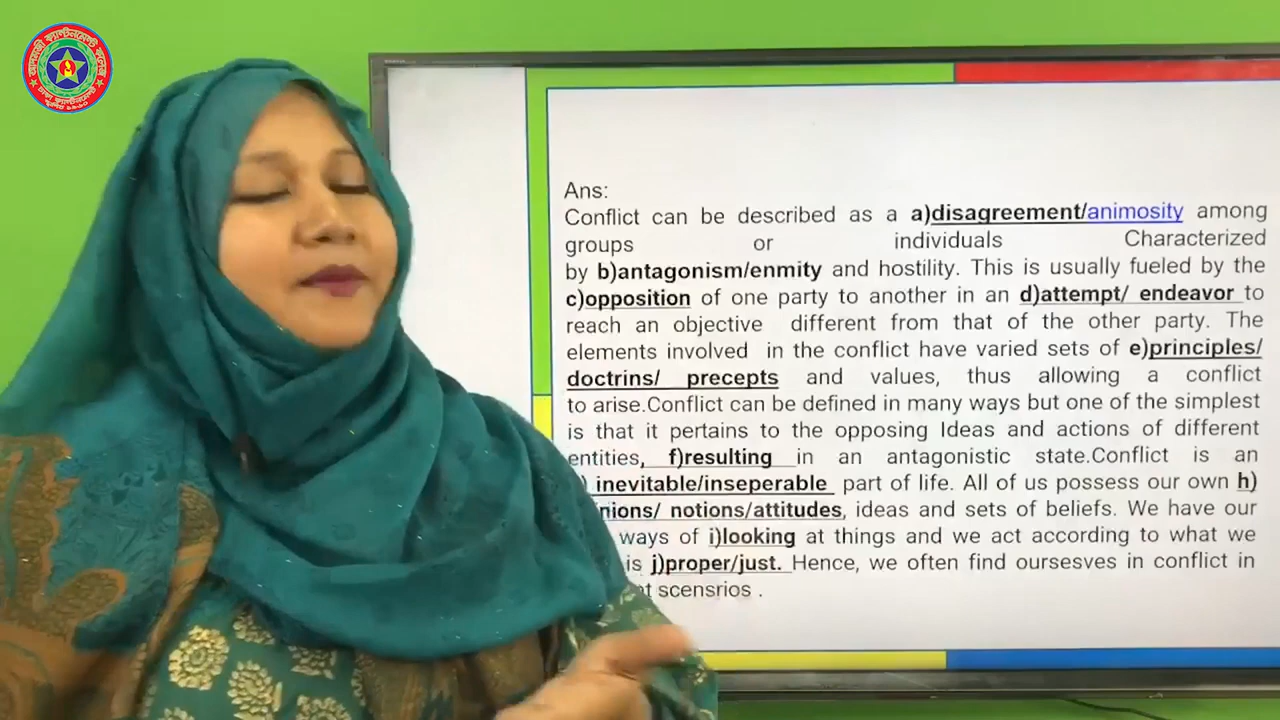 আদমজী ক্যান্টনমেন্ট কলেজ
ঢাকা ক্যান্টনমেন্ট
Ans:
Conflict can be described as a a)disagreement/animosity among
groups or individuals Characterized
by b)antagonism/enmity and hostility. This is usually fueled by the
c)opposition of one party to another in an d)attempt/ endeavor to
reach an objective different from that of the other party. The
elements involved in the conflict have varied sets of e)principles/
doctrins/ precepts and values, thus allowing a conflict
to arise.Conflict can be defined in many ways but one of the simplest
is that it pertains to the opposing Ideas and actions of different
entities, f)resulting in an antagonistic state.Conflict is an
inevitable/inseperable part of life. All of us possess our own h)
notions/attitudes, ideas and sets of beliefs. We have our
ways of i)looking at things and we act according to what we
is j)proper/just. Hence, we often find oursesves in conflict in
scensrios .